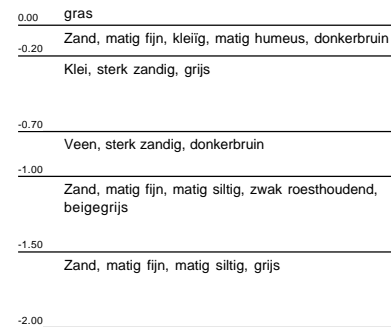 gras
0.00
Zand, matig fijn, kleiïg, matig humeus, donkerbruin
-0.20
Klei, sterk zandig, grijs
-0.70
Veen, sterk zandig, donkerbruin
-1.00
Zand, matig fijn, matig siltig, zwak roesthoudend,
beigegrijs
-1.50
Zand, matig fijn, matig siltig, grijs
-2.00